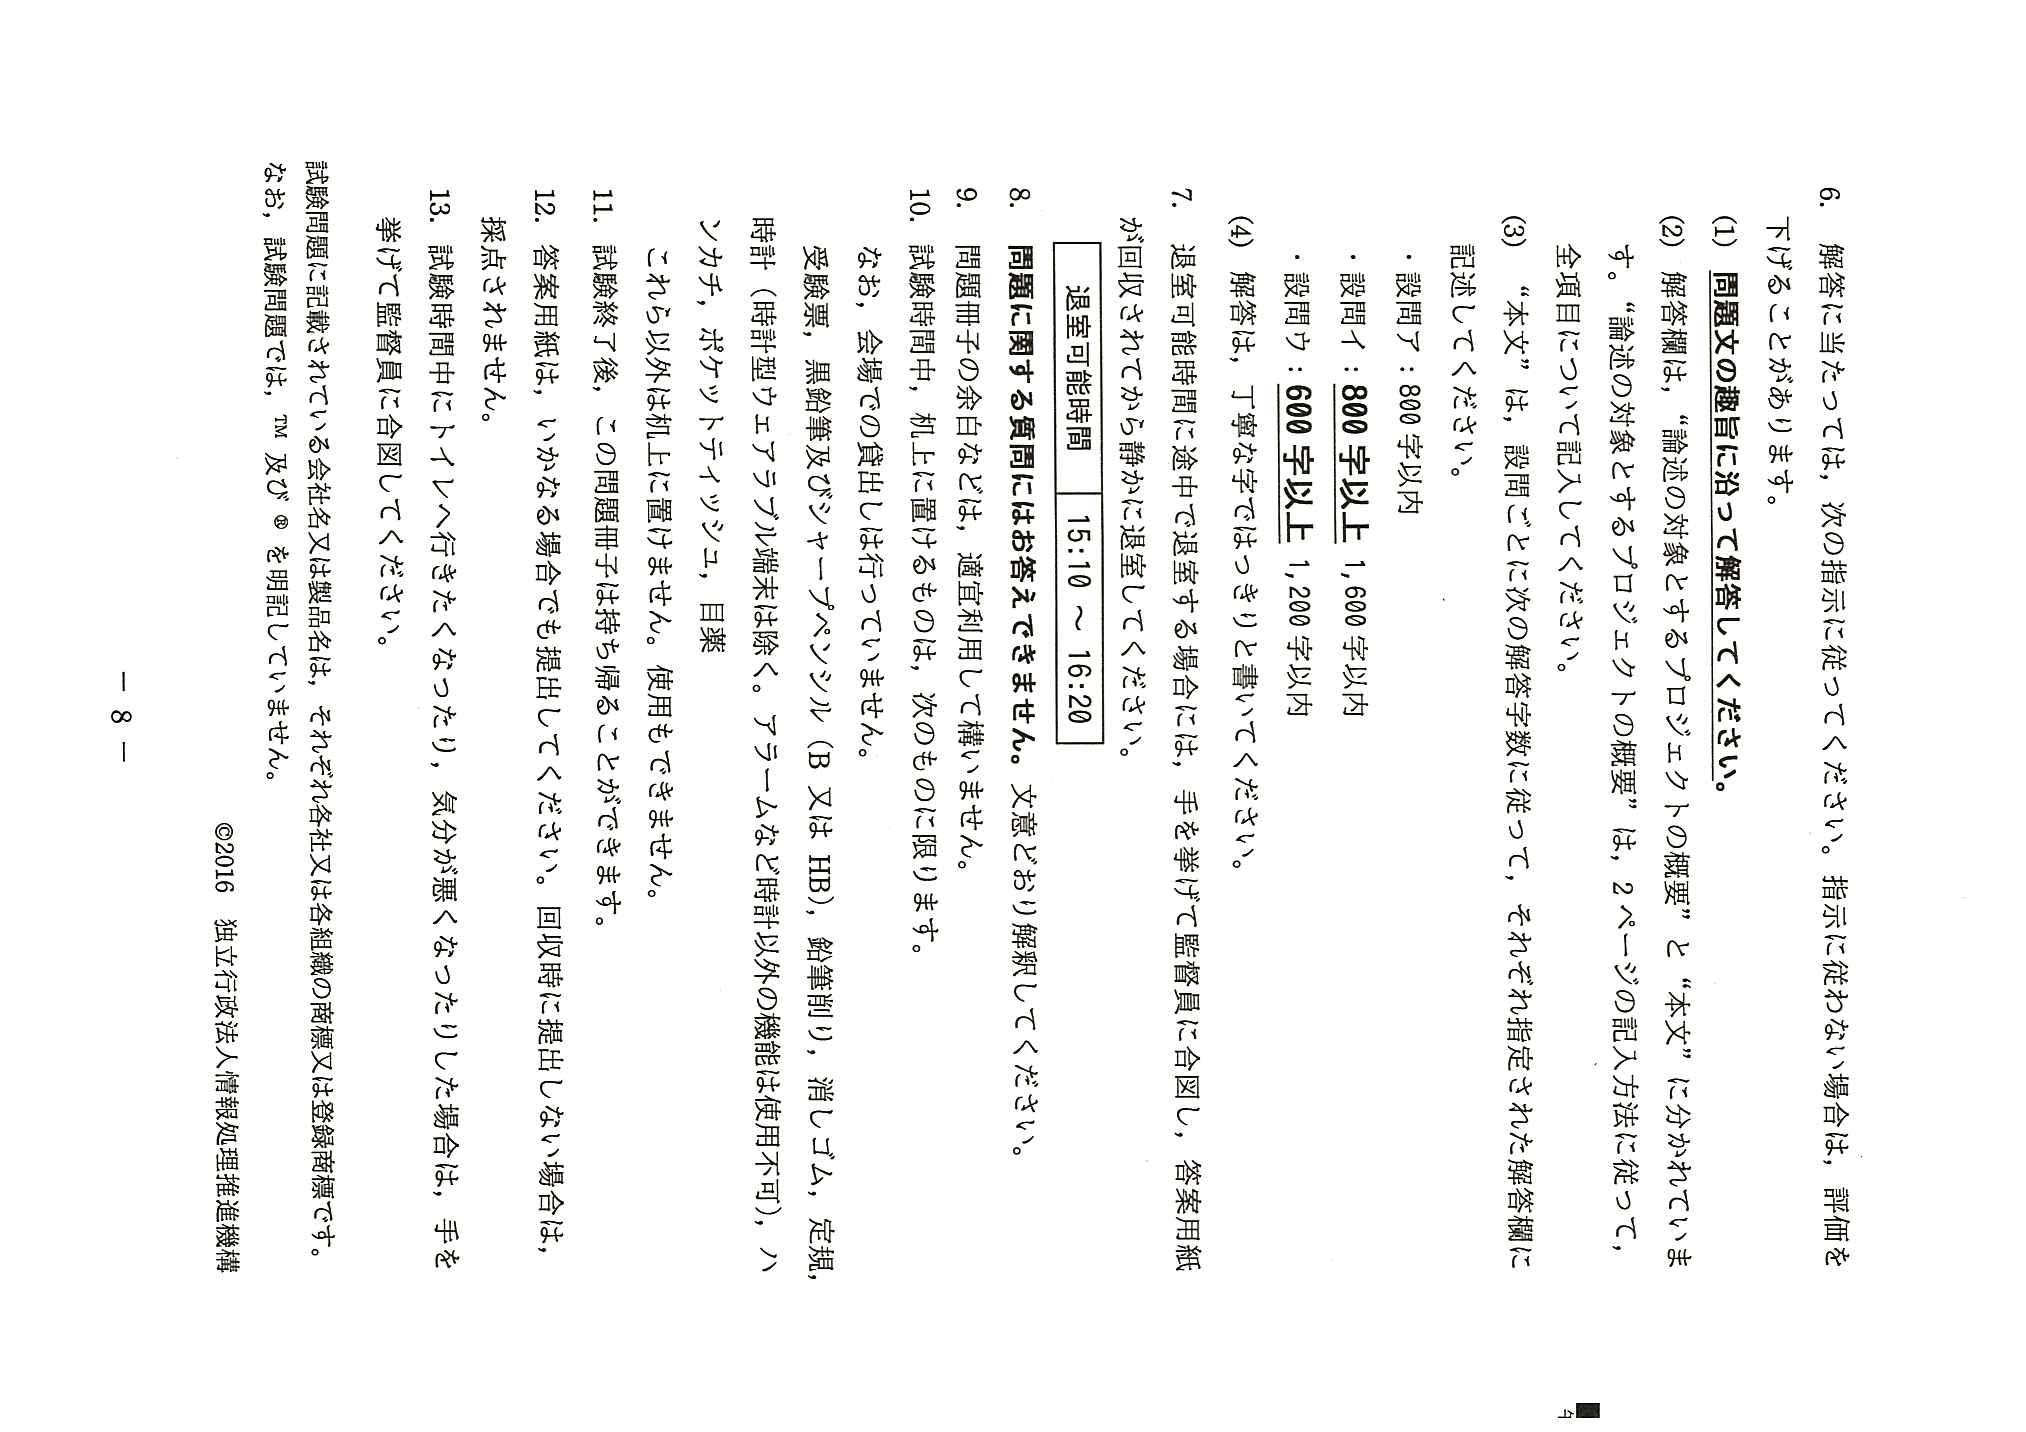 6. 解答に当たっては，次の指示に従ってください。指示に従わない場合は，評価を
下げることがあります。
(1) 問題文の趣旨に沿って解答してください。
(2) 解答欄は，“論述の対象とするプロジェクトの概要”と“本文”に分かれていま
す。“論述の対象とするプロジェクトの概要”は，2ページの記入方法に従って，
全項目について記入してください。
(3) “本文”は，設問ごとに次の解答字数に従って，それぞれ指定された解答欄に
記述してください。
・設問ア：800 字以内
・設問イ：800 字以上 1,600 字以内
・設問ウ：600 字以上 1,200 字以内
(4) 解答は，丁寧な字ではっきりと書いてください。
7. 退室可能時間に途中で退室する場合には，手を挙げて監督員に合図し，答案用紙
が回収されてから静かに退室してください。
退室可能時間 15:10 ～ 16:20
8. 問題に関する質問にはお答えできません。文意どおり解釈してください。
9. 問題冊子の余白などは，適宜利用して構いません。
10. 試験時間中，机上に置けるものは，次のものに限ります。
なお，会場での貸出しは行っていません。
受験票，黒鉛筆及びシャープペンシル（B 又は HB），鉛筆削り，消しゴム，定規，
時計（時計型ウェアラブル端末は除く。アラームなど時計以外の機能は使用不可），ハ
ンカチ，ポケットティッシュ，目薬
これら以外は机上に置けません。使用もできません。
11. 試験終了後，この問題冊子は持ち帰ることができます。
12. 答案用紙は，いかなる場合でも提出してください。回収時に提出しない場合は，
採点されません。
13. 試験時間中にトイレへ行きたくなったり，気分が悪くなったりした場合は，手を
挙げて監督員に合図してください。
試験問題に記載されている会社名又は製品名は，それぞれ各社又は各組織の商標又は登録商標です。
なお，試験問題では，™ 及び ® を明記していません。
©2016 独立行政法人情報処理推進機構
－ 8 －